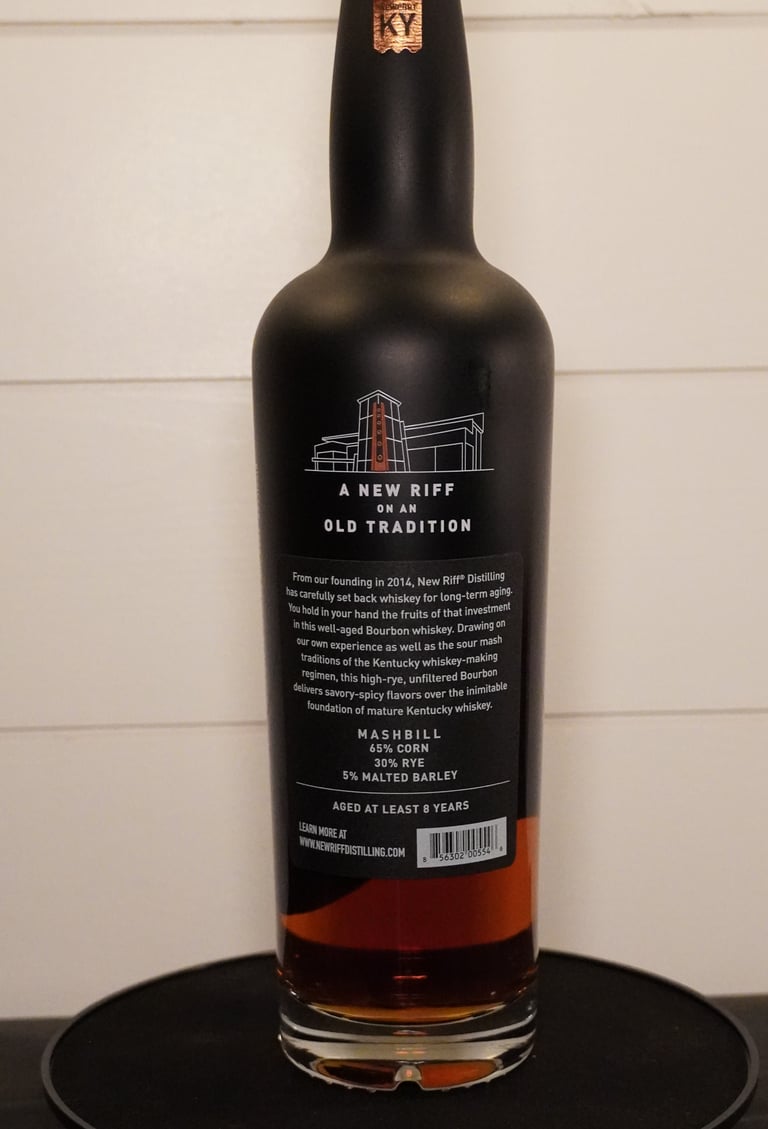 KY
A NEW RIFF
ON AN
OLD TRADITION
From our founding in 2014, New Riff® Distilling
has carefully set back whiskey for long-term aging.
You hold in your hand the fruits of that investment
in this well-aged Bourbon whiskey. Drawing on
our own experience as well as the sour mash
traditions of the Kentucky whiskey-making
regimen, this high-rye, unfiltered Bourbon
delivers savory-spicy flavors over the inimitable
foundation of mature Kentucky whiskey.
MASHBILL
65% CORN
30% RYE
5% MALTED BARLEY
AGED AT LEAST 8 YEARS
LEARN MORE AT
WWW.NEWRIFFDISTILLING.COM
8 56302 00554 8